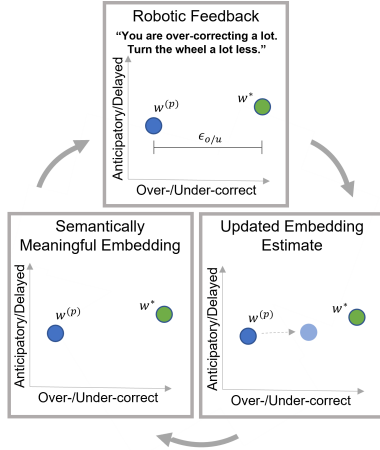 Robotic Feedback
“You are over-correcting a lot.
Turn the wheel a lot less.”
Anticipatory/Delayed
w^(p)
w*
ϵ_o/u
Over-/Under-correct
Semantically
Meaningful Embedding
Anticipatory/Delayed
w^(p)
w*
Over-/Under-correct
Updated Embedding
Estimate
Anticipatory/Delayed
w^(p)
w*
Over-/Under-correct